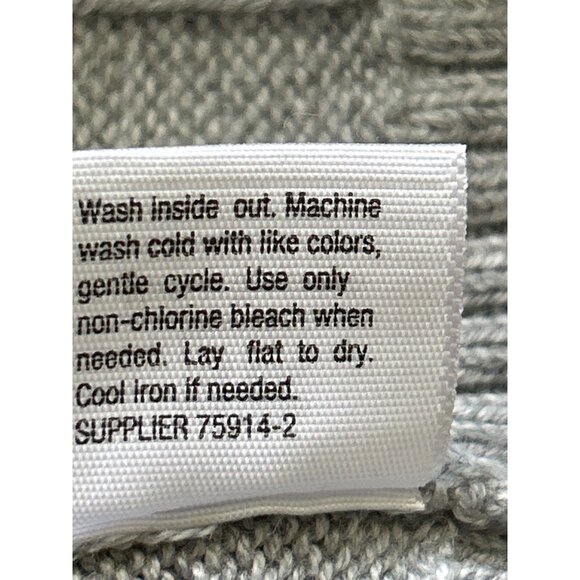 Wash inside out. Machine
wash cold with like colors,
gentle cycle. Use only
non-chlorine bleach when
needed. Lay flat to dry.
Cool iron if needed.
SUPPLIER 75914-2